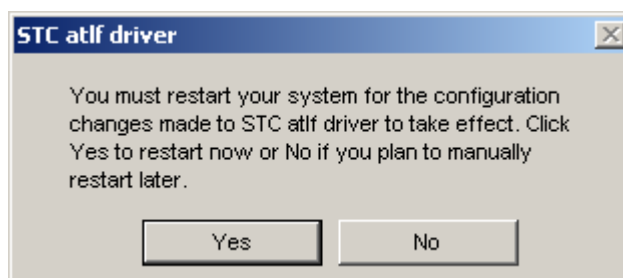 STC atlf driver
You must restart your system for the configuration
changes made to STC atlf driver to take effect. Click
Yes to restart now or No if you plan to manually
restart later.
Yes No